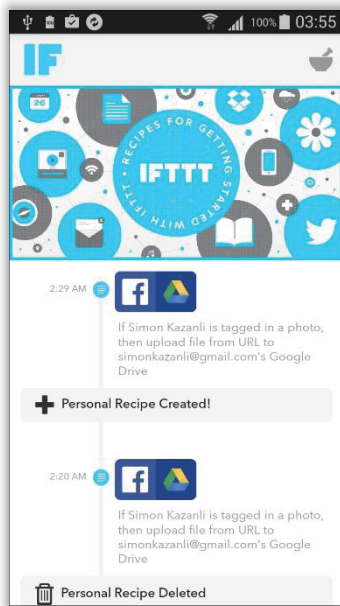 100% 03:55
IF
26
• RECIPES FOR GETTING STARTED WITH IFTTT
IFTTT
2:29 AM
If Simon Kazanli is tagged in a photo,
then upload file from URL to
simonkazanli@gmail.com's Google
Drive
Personal Recipe Created!
2:20 AM
If Simon Kazanli is tagged in a photo,
then upload file from URL to
simonkazanli@gmail.com's Google
Drive
Personal Recipe Deleted